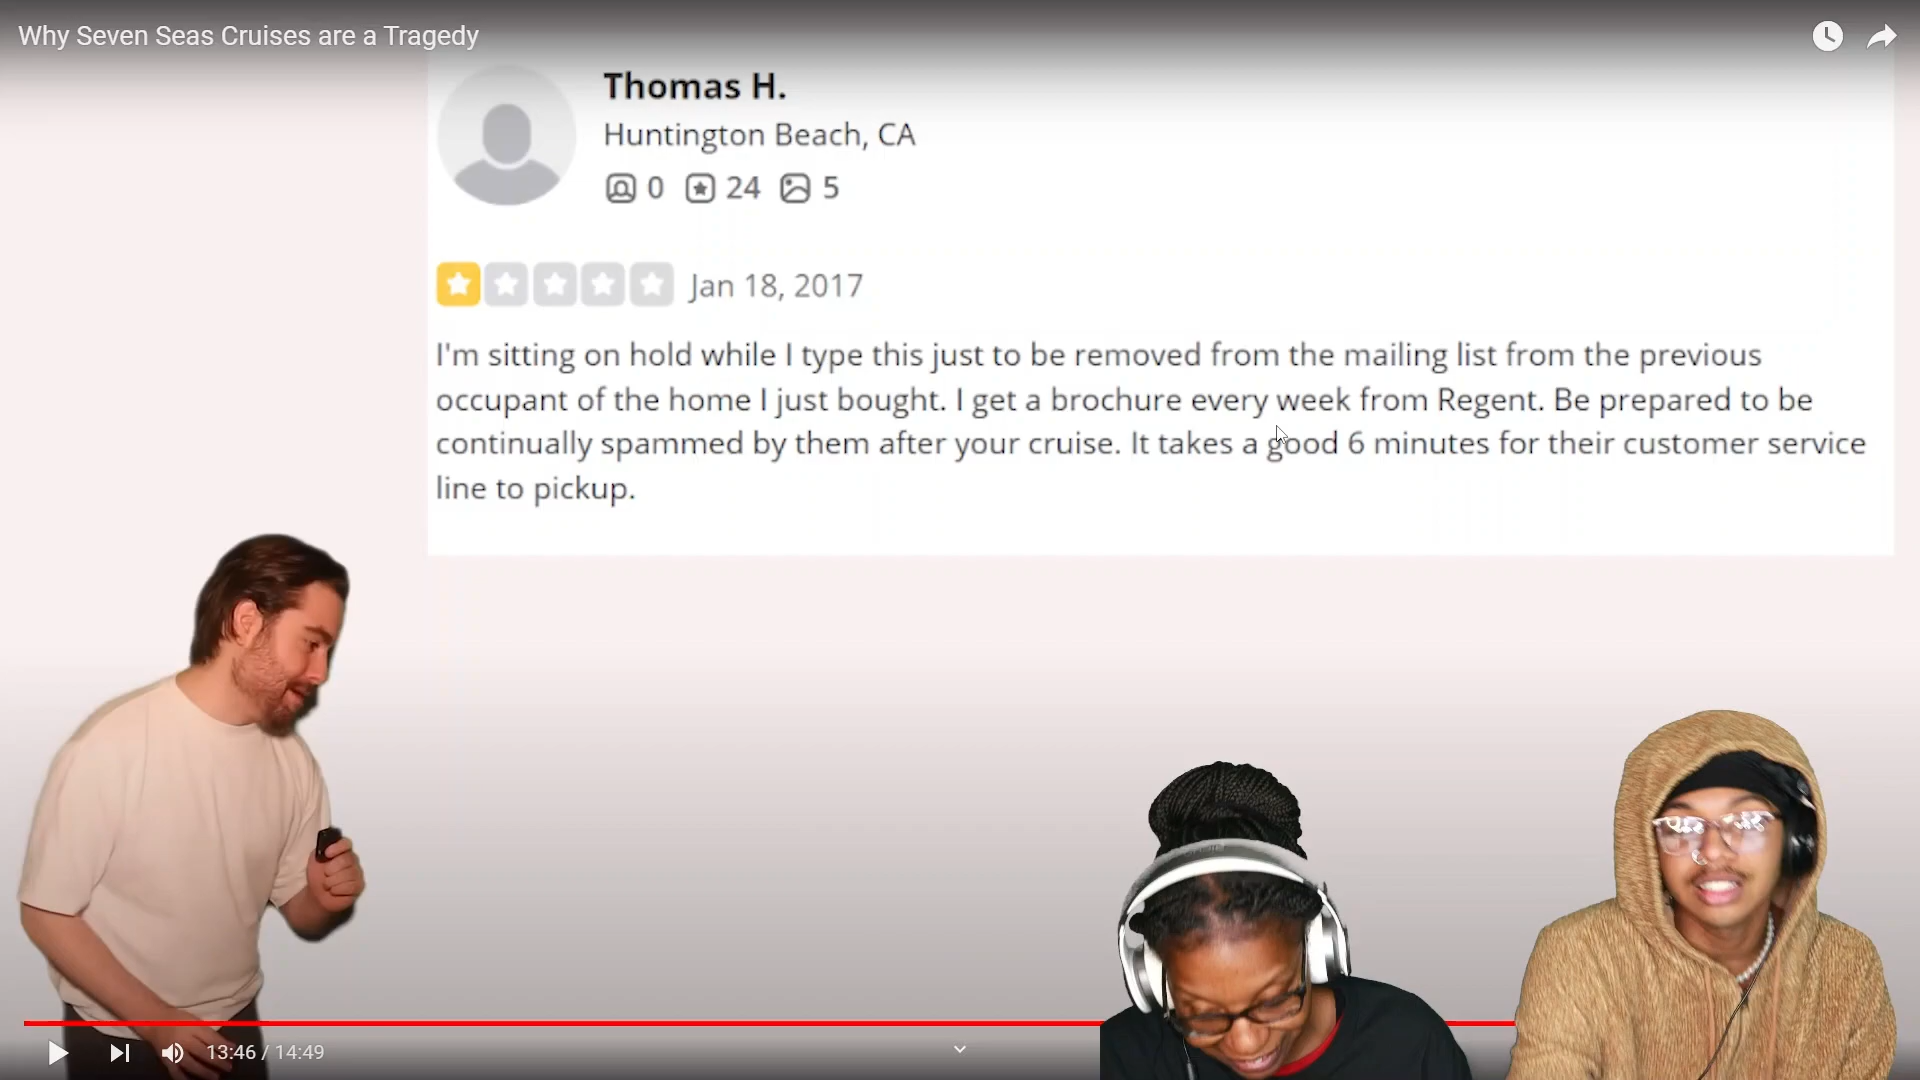 Why Seven Seas Cruises are a Tragedy
Thomas H.
Huntington Beach, CA
0 24 5
Jan 18, 2017
I'm sitting on hold while I type this just to be removed from the mailing list from the previous
occupant of the home I just bought. I get a brochure every week from Regent. Be prepared to be
continually spammed by them after your cruise. It takes a good 6 minutes for their customer service
line to pickup.
13:46 / 14:49